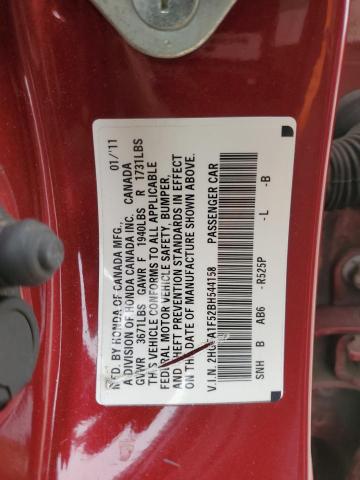 MFD. BY HONDA OF CANADA MFG., 01/'11
A DIVISION OF HONDA CANADA INC. CANADA
GVWR 3671LBS GAWR F 1940LBS R 1731LBS
THIS VEHICLE CONFORMS TO ALL APPLICABLE
FEDERAL MOTOR VEHICLE SAFETY, BUMPER,
AND THEFT PREVENTION STANDARDS IN EFFECT
ON THE DATE OF MANUFACTURE SHOWN ABOVE.
V.I.N. PASSENGER CAR
SNH B AB6 -R525P -L -B